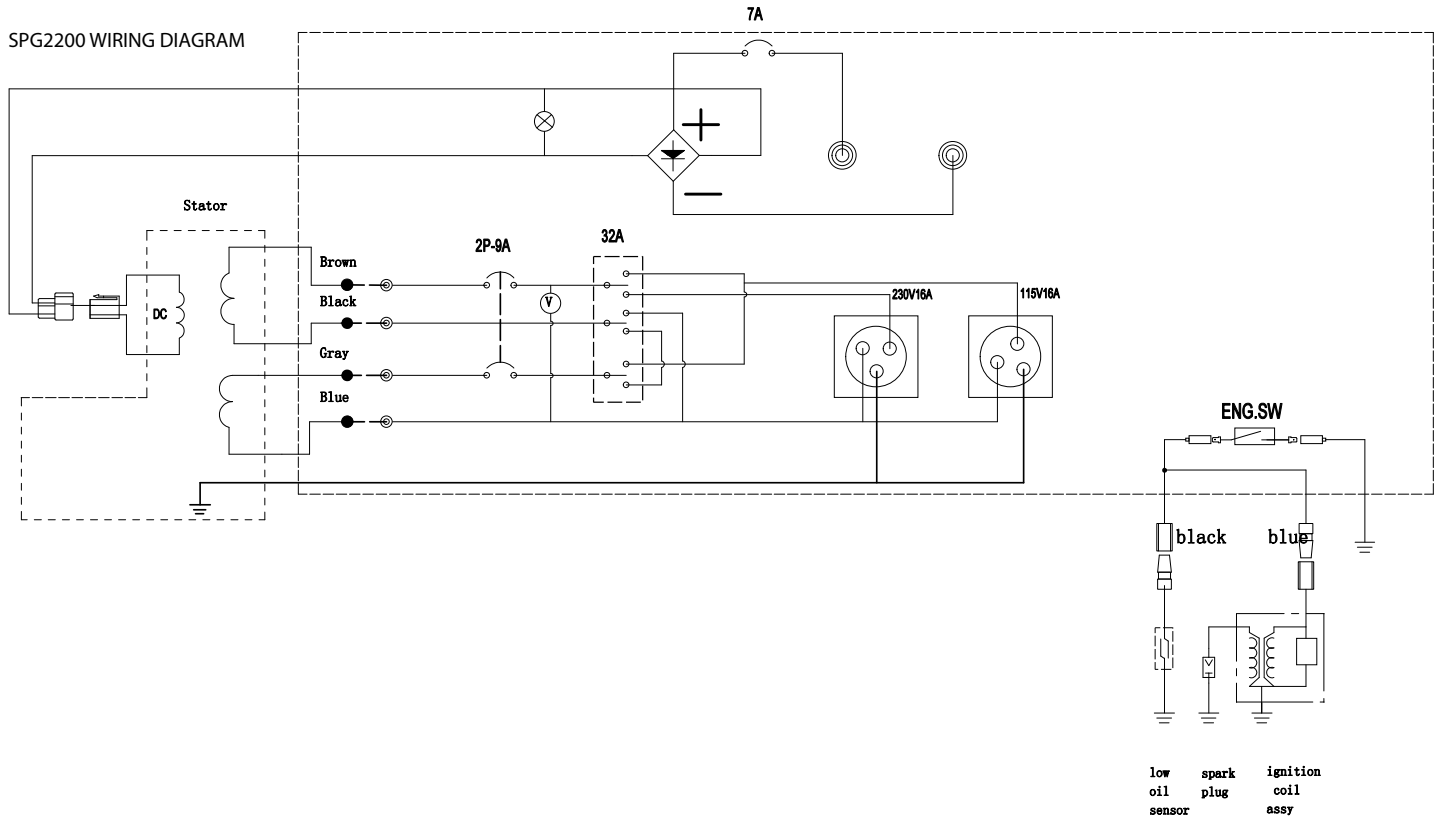 7A
SPG2200 WIRING DIAGRAM
Stator
2P-9A
32A
Brown
Black
Gray
Blue
DC
V
230V16A
115V16A
ENG.SW
black
blue
low oil sensor
spark plug
ignition coil assy